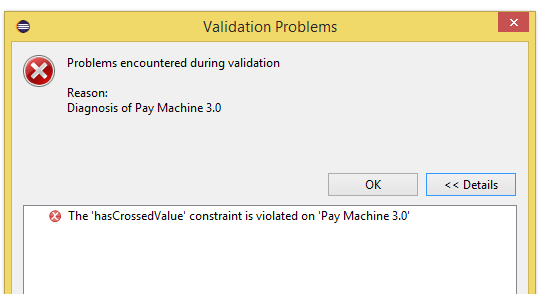 Validation Problems
Problems encountered during validation
Reason:
Diagnosis of Pay Machine 3.0
OK
<< Details
The 'hasCrossedValue' constraint is violated on 'Pay Machine 3.0'